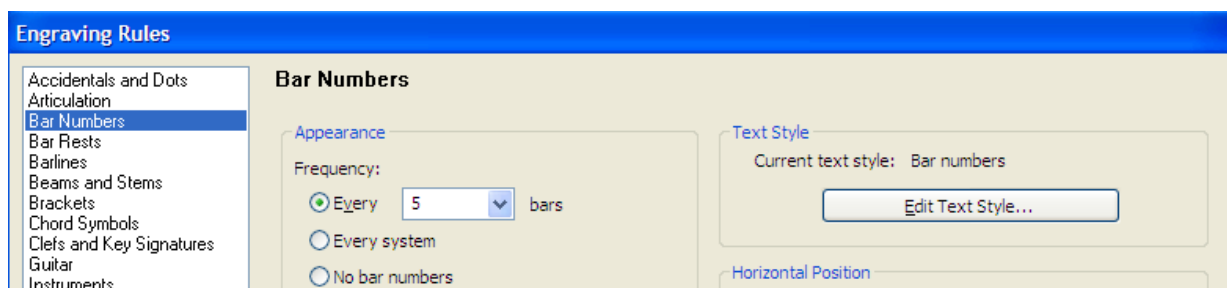 Engraving Rules
Accidentals and Dots
Articulation
Bar Numbers
Bar Rests
Barlines
Beams and Stems
Brackets
Chord Symbols
Clefs and Key Signatures
Guitar
Instruments
Bar Numbers
Appearance
Frequency:
Every 5 bars
Every system
No bar numbers
Text Style
Current text style: Bar numbers
Edit Text Style...
Horizontal Position